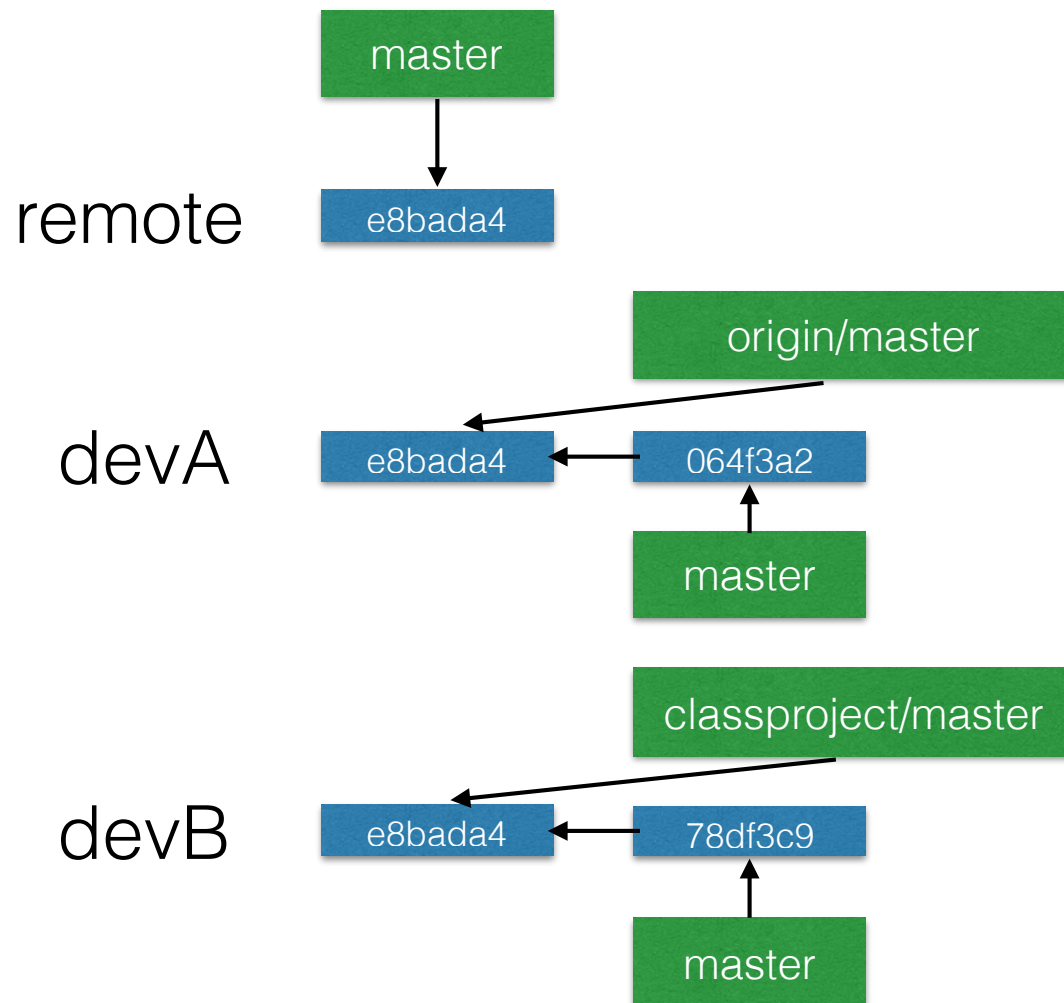 master
remote
e8bada4
origin/master
devA
e8bada4
064f3a2
master
classproject/master
devB
e8bada4
78df3c9
master